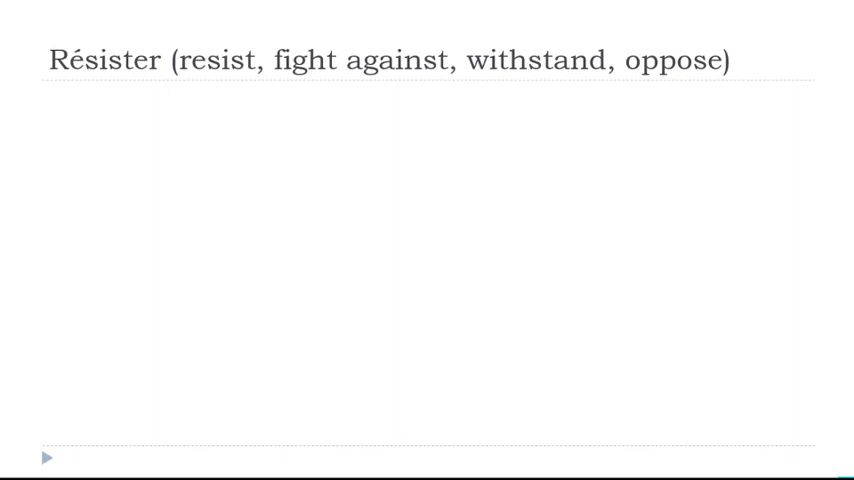 Résister (resist, fight against, withstand, oppose)